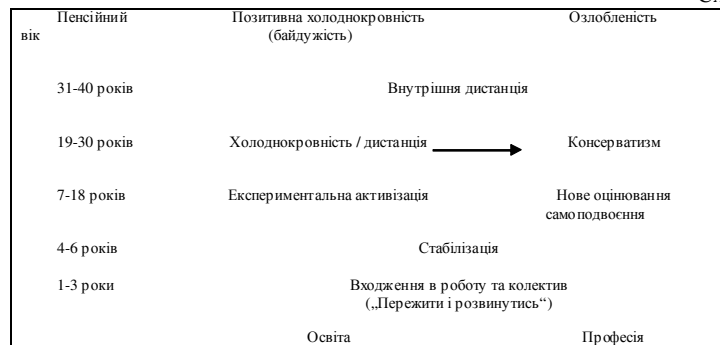 Пенсійний Позитивна холоднокровність Озлобленість
вік (байдужість)
31-40 років Внутрішня дистанція
19-30 років Холоднокровність / дистанція Консерватизм
7-18 років Експериментальна активізація Нове оцінювання
самоподвоєння
4-6 років Стабілізація
1-3 роки Входження в роботу та колектив
(„Пережити і розвинутись“)
Освіта Професія